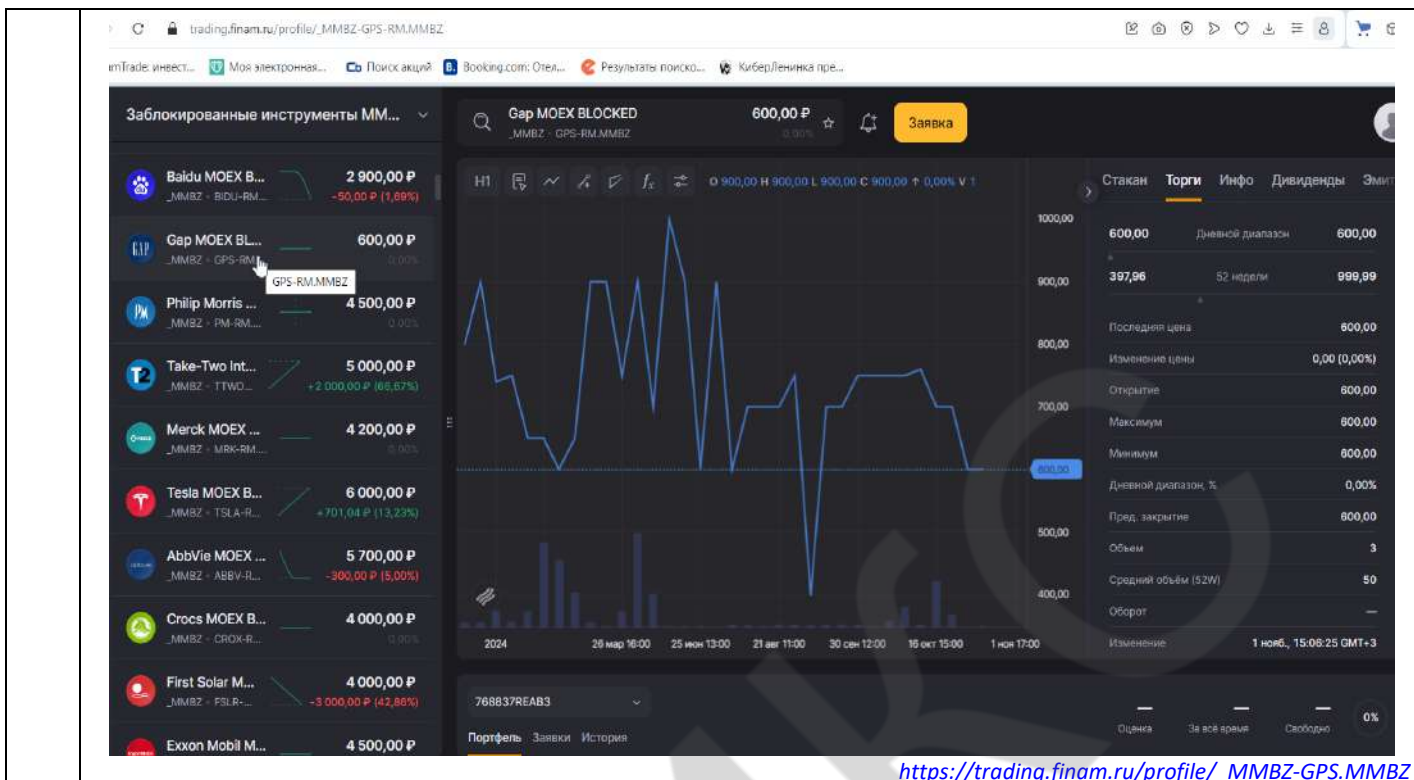 trading.finam.ru/profile/_MMBZ-GPS-RM.MMBZ
mTrade: инвест... Моя электронная... Поиск акций Booking.com: Отел... Результаты поиско... КиберЛенинка пре...
Заблокированные инструменты ММ...
Gap MOEX BLOCKED 600,00 ₽
_MMBZ · GPS-RM.MMBZ 0,00%
Заявка
Baidu MOEX B... 2 900,00 ₽
_MMBZ · BIDU-RM... -50,00 ₽ (1,69%)
Gap MOEX BL... 600,00 ₽
_MMBZ · GPS-RM 0,00%
GPS-RM.MMBZ
Philip Morris ... 4 500,00 ₽
_MMBZ · PM-RM.... 0,00%
Take-Two Int... 5 000,00 ₽
_MMBZ · TTWO... +2 000,00 ₽ (66,67%)
Merck MOEX ... 4 200,00 ₽
_MMBZ · MRK-RM.... 0,00%
Tesla MOEX B... 6 000,00 ₽
_MMBZ · TSLA-R... +701,04 ₽ (13,23%)
AbbVie MOEX ... 5 700,00 ₽
_MMBZ · ABBV-R... -300,00 ₽ (5,00%)
Crocs MOEX B... 4 000,00 ₽
_MMBZ · CROX-R... 0,00%
First Solar M... 4 000,00 ₽
_MMBZ · FSLR-... -3 000,00 ₽ (42,86%)
Exxon Mobil M... 4 500,00 ₽
H1 fx O 900,00 H 900,00 L 900,00 C 900,00 ↑ 0,00% V 1
1000,00
900,00
800,00
700,00
600,00
500,00
400,00
2024 26 мар 16:00 25 июн 13:00 21 авг 11:00 30 сен 12:00 16 окт 15:00 1 ноя 17:00
Стакан Торги Инфо Дивиденды Эмит
600,00 Дневной диапазон 600,00
397,96 52 недели 999,99
Последняя цена 600,00
Изменение цены 0,00 (0,00%)
Открытие 600,00
Максимум 600,00
Минимум 600,00
Дневной диапазон, % 0,00%
Пред. закрытие 600,00
Объем 3
Средний объём (52W) 50
Оборот —
Изменение 1 нояб., 15:06:25 GMT+3
768837REAB3
Портфель Заявки История
— — — 0%
Оценка За всё время Свободно
https://trading.finam.ru/profile/_MMBZ-GPS.MMBZ